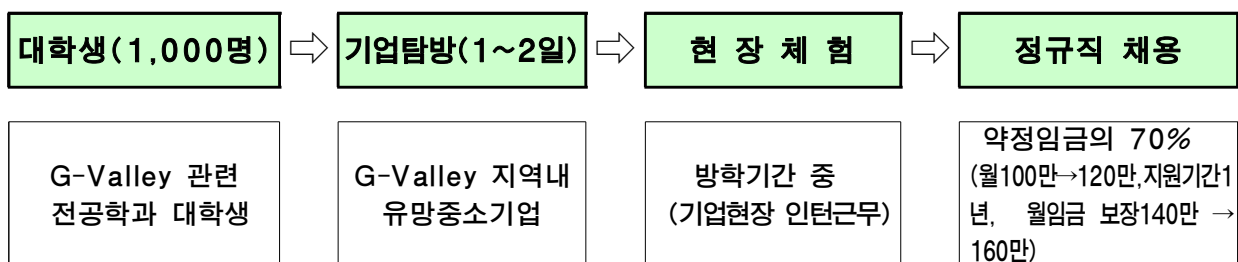 대학생(1,000명) ⇨ 기업탐방(1~2일) ⇨ 현 장 체 험 ⇨ 정규직 채용
G-Valley 관련
전공학과 대학생
G-Valley 지역내
유망중소기업
방학기간 중
(기업현장 인턴근무)
약정임금의 70%
(월100만→120만,지원기간1
년, 월임금 보장140만 →
160만)